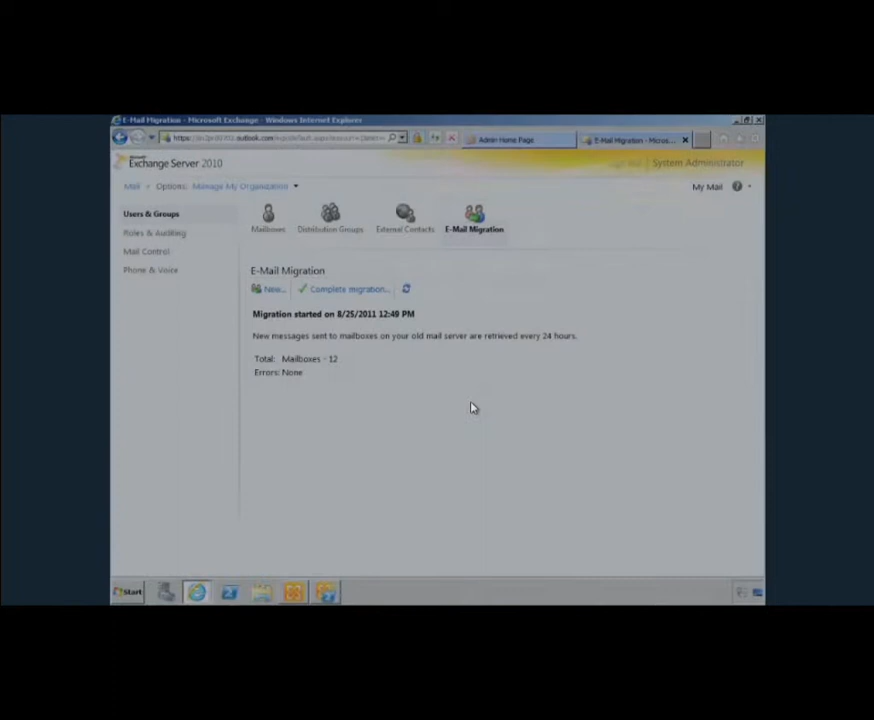 E-Mail Migration - Microsoft Exchange - Windows Internet Explorer
Admin Home Page
E-Mail Migration - Micros...
Microsoft
Exchange Server 2010
System Administrator
Mail
Options: Manage My Organization
My Mail
Users & Groups
Roles & Auditing
Mail Control
Phone & Voice
Mailboxes
Distribution Groups
External Contacts
E-Mail Migration
E-Mail Migration
New...
Complete migration...
Migration started on 8/25/2011 12:49 PM
New messages sent to mailboxes on your old mail server are retrieved every 24 hours.
Total: Mailboxes - 12
Errors: None
Start